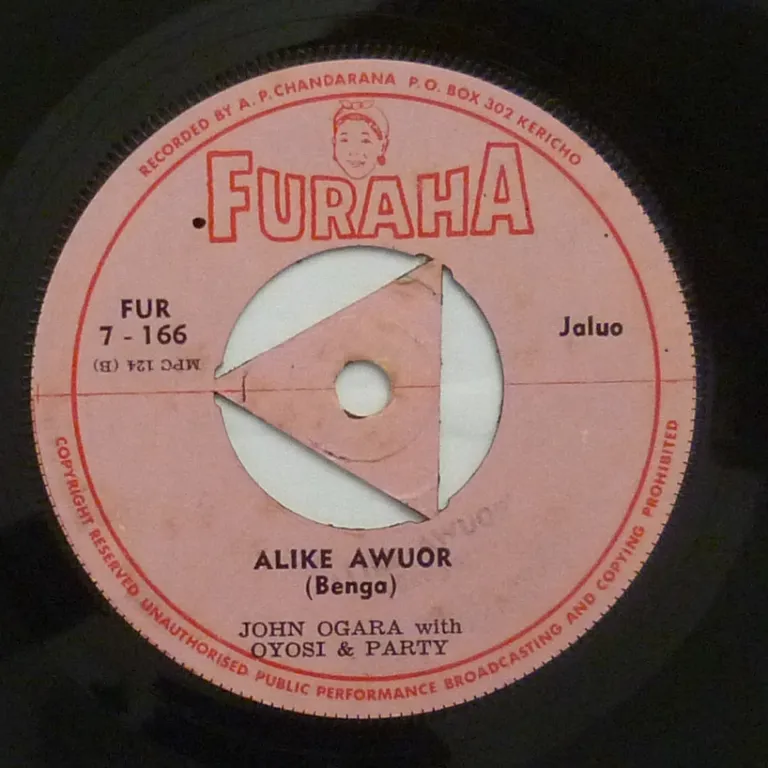 RECORDED BY A. P. CHANDARANA P. O. BOX 302 KERICHO
FURAHA
FUR
7 - 166
MPC 124 (B)
Jaluo
ALIKE AWUOR
(Benga)
JOHN OGARA with
OYOSI & PARTY
COPYRIGHT RESERVED UNAUTHORISED PUBLIC PERFORMANCE BROADCASTING AND COPYING PROHIBITED